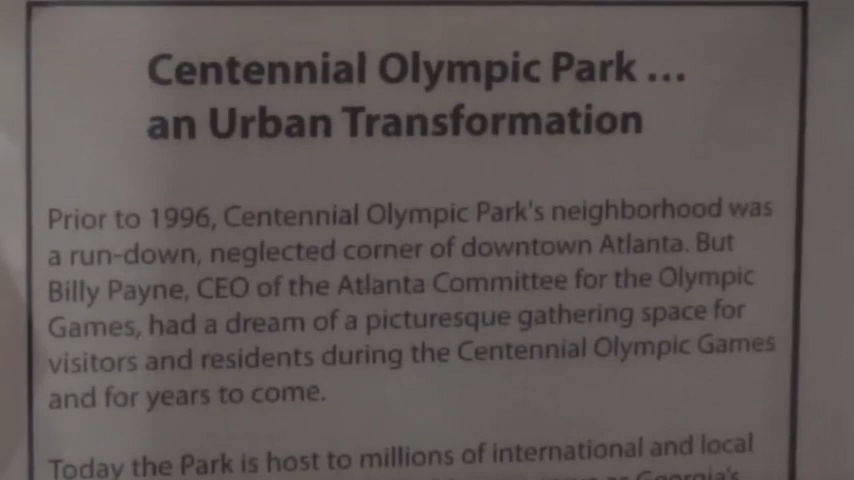 Centennial Olympic Park ...
an Urban Transformation
Prior to 1996, Centennial Olympic Park's neighborhood was
a run-down, neglected corner of downtown Atlanta. But
Billy Payne, CEO of the Atlanta Committee for the Olympic
Games, had a dream of a picturesque gathering space for
visitors and residents during the Centennial Olympic Games
and for years to come.
Today the Park is host to millions of international and local
Georgia's